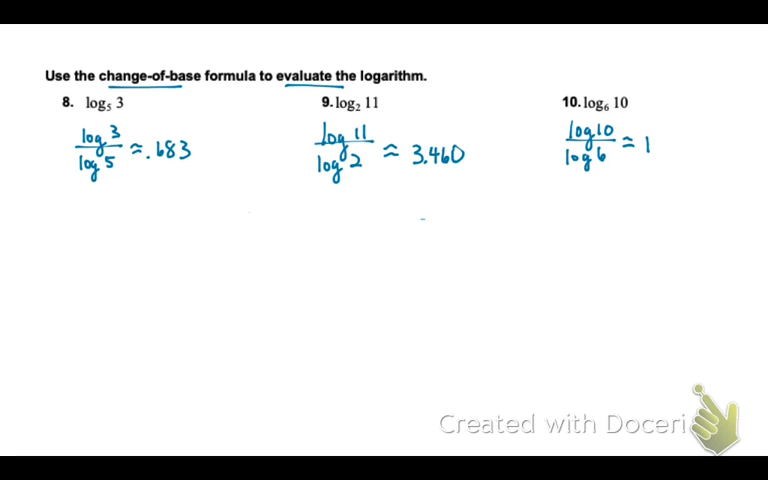 Use the change-of-base formula to evaluate the logarithm.
8. log₅ 3 9. log₂ 11 10. log₆ 10
log 3 / log 5 ≈ .683 log 11 / log 2 ≈ 3.460 log 10 / log 6 ≈ 1
Created with Doceri